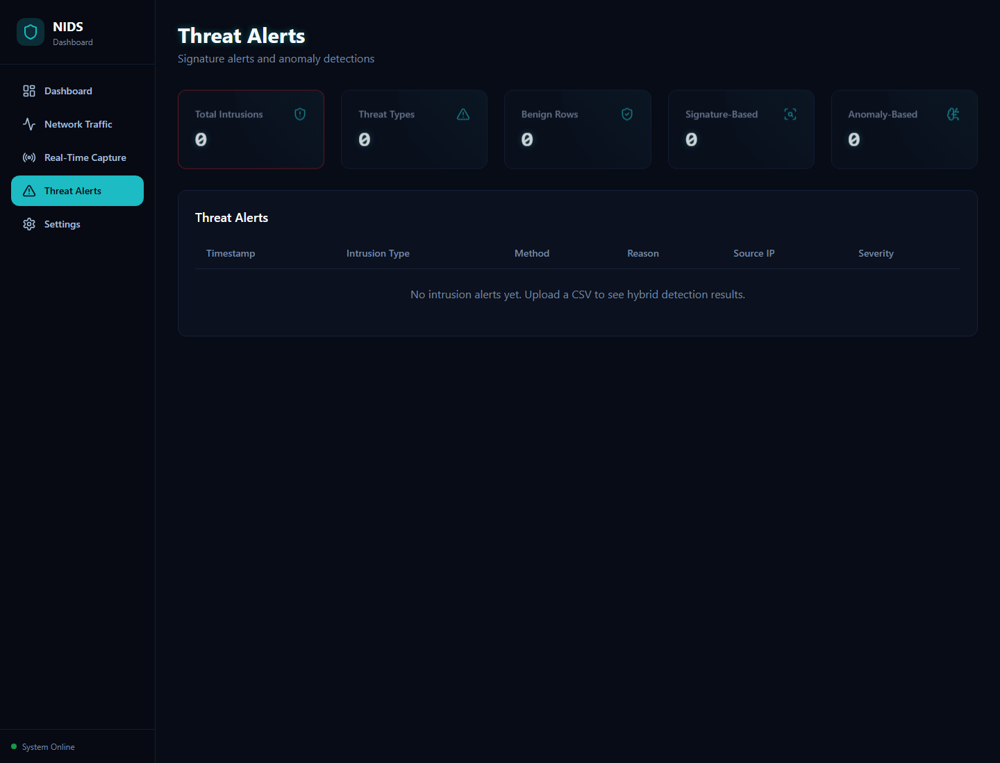 NIDS
Dashboard
Dashboard
Network Traffic
Real-Time Capture
Threat Alerts
Settings
System Online
Threat Alerts
Signature alerts and anomaly detections
Total Intrusions
0
Threat Types
0
Benign Rows
0
Signature-Based
0
Anomaly-Based
0
Threat Alerts
Timestamp Intrusion Type Method Reason Source IP Severity
No intrusion alerts yet. Upload a CSV to see hybrid detection results.